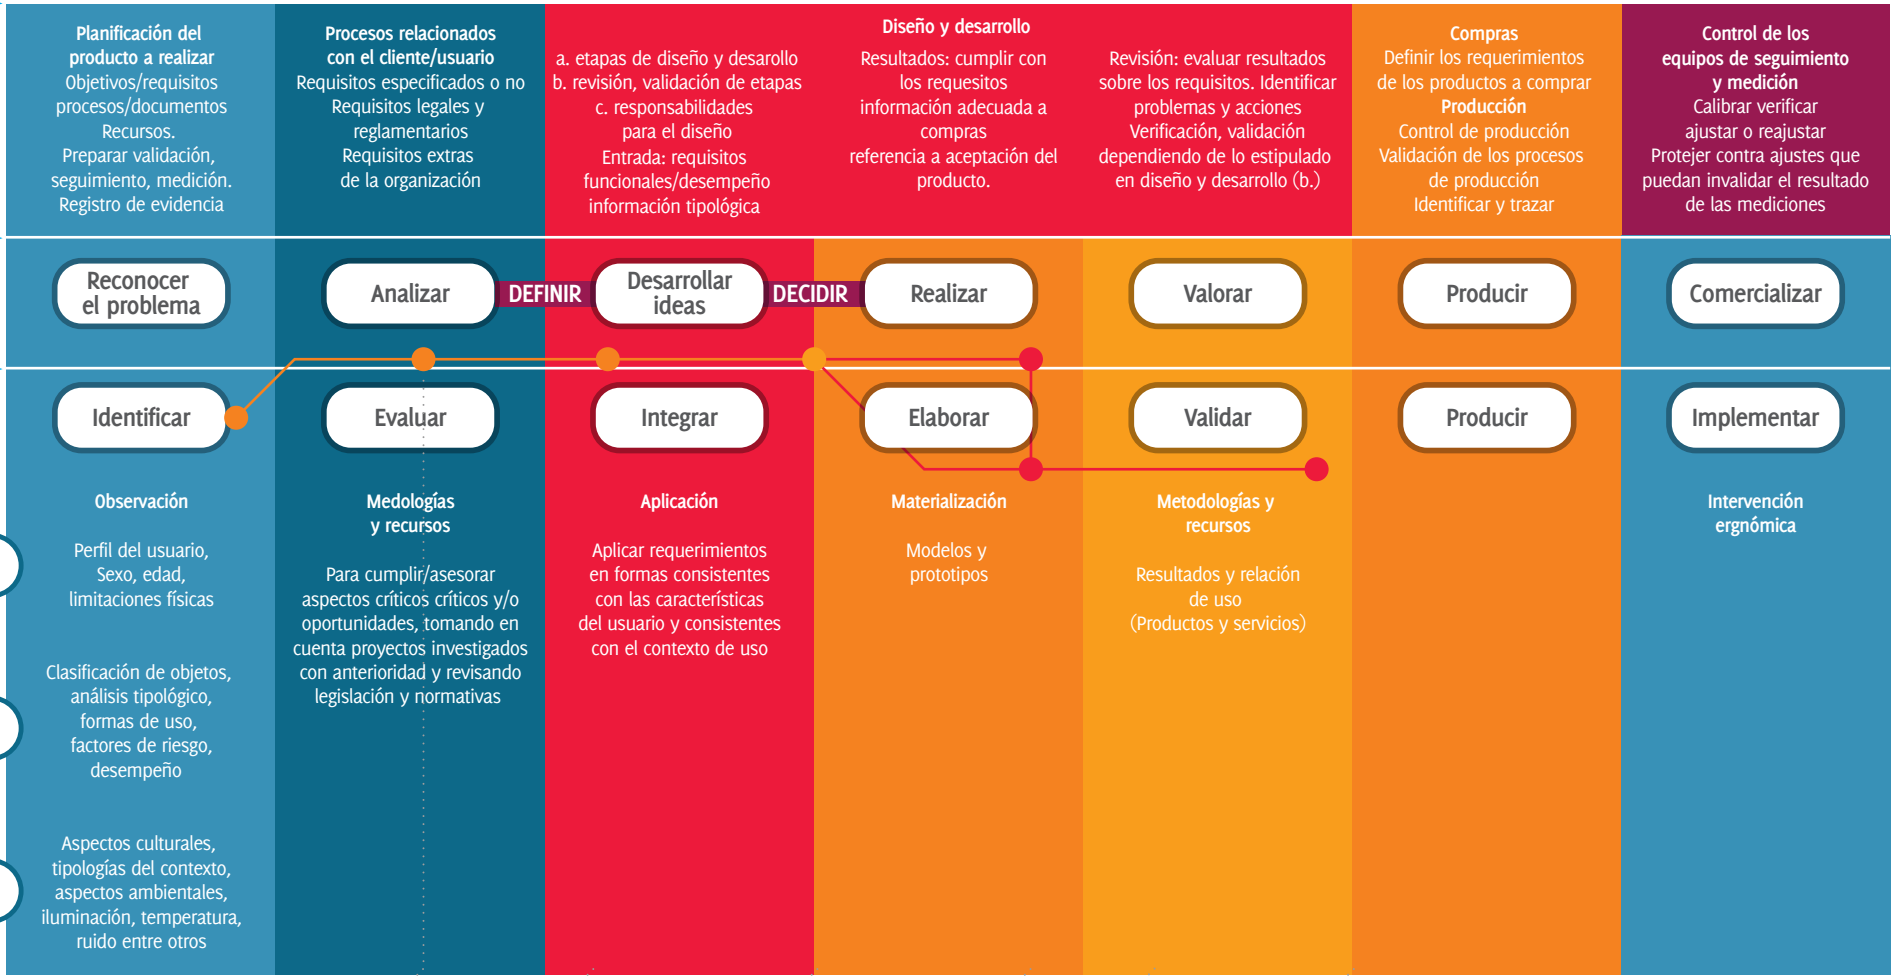 Planificación del
producto a realizar
Objetivos/requisitos
procesos/documentos
Recursos.
Preparar validación,
seguimiento, medición.
Registro de evidencia
Procesos relacionados
con el cliente/usuario
Requisitos especificados o no
Requisitos legales y
reglamentarios
Requisitos extras
de la organización
Diseño y desarrollo
a. etapas de diseño y desarollo
b. revisión, validación de etapas
c. responsabilidades
para el diseño
Entrada: requisitos
funcionales/desempeño
información tipológica
Resultados: cumplir con
los requesitos
información adecuada a
compras
referencia a aceptación del
producto.
Revisión: evaluar resultados
sobre los requisitos. Identificar
problemas y acciones
Verificación, validación
dependiendo de lo estipulado
en diseño y desarrollo (b.)
Compras
Definir los requerimientos
de los productos a comprar
Producción
Control de producción
Validación de los procesos
de producción
Identificar y trazar
Control de los
equipos de seguimiento
y medición
Calibrar verificar
ajustar o reajustar
Protejer contra ajustes que
puedan invalidar el resultado
de las mediciones
Reconocer
el problema
Analizar
DEFINIR
Desarrollar
ideas
DECIDIR
Realizar
Valorar
Producir
Comercializar
Identificar
Evaluar
Integrar
Elaborar
Validar
Producir
Implementar
Observación
Perfil del usuario,
Sexo, edad,
limitaciones físicas
Clasificación de objetos,
análisis tipológico,
formas de uso,
factores de riesgo,
desempeño
Aspectos culturales,
tipologías del contexto,
aspectos ambientales,
iluminación, temperatura,
ruido entre otros
Medologías
y recursos
Para cumplir/asesorar
aspectos críticos críticos y/o
oportunidades, tomando en
cuenta proyectos investigados
con anterioridad y revisando
legislación y normativas
Aplicación
Aplicar requerimientos
en formas consistentes
con las características
del usuario y consistentes
con el contexto de uso
Materialización
Modelos y
prototipos
Metodologías y
recursos
Resultados y relación
de uso
(Productos y servicios)
Intervención
ergnómica